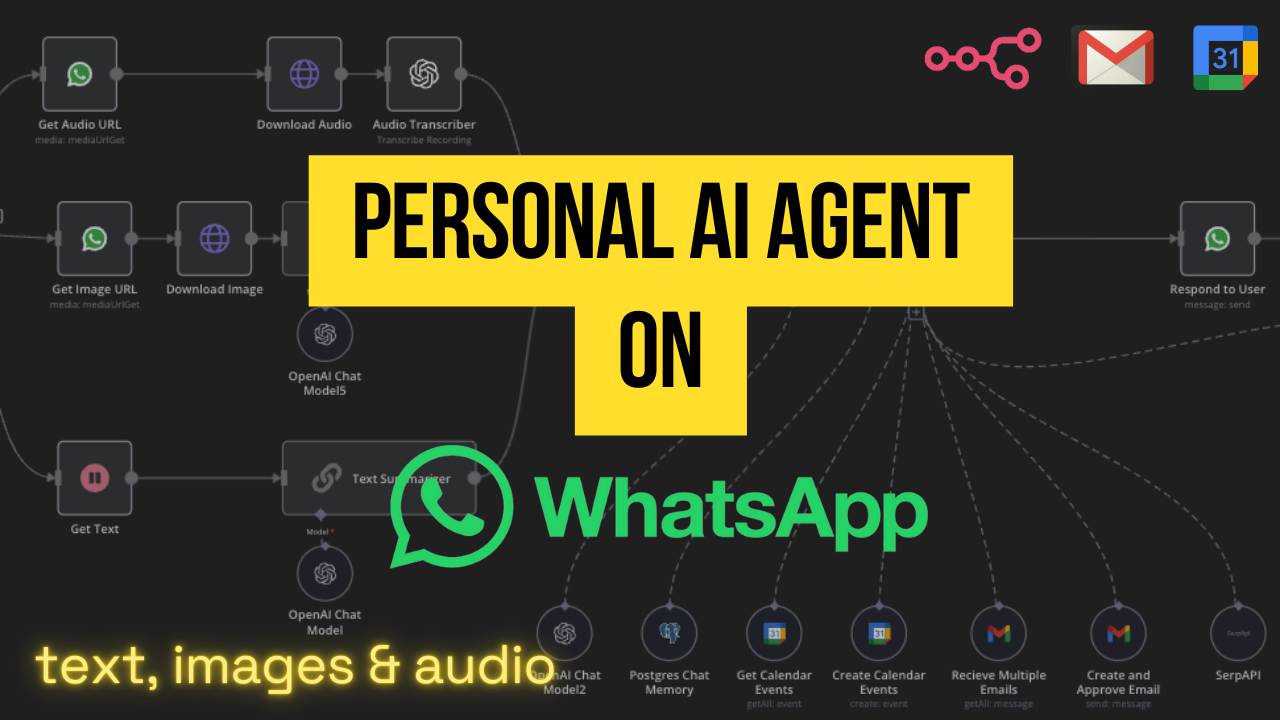 31
Get Audio URL
media: mediaUrlGet
Download Audio
Audio Transcriber
Transcribe Recording
PERSONAL AI AGENT
ON
Get Image URL
media: mediaUrlGet
Download Image
Respond to User
message: send
OpenAI Chat
Model5
Get Text
Text Summarizer
Model *
OpenAI Chat
Model
WhatsApp
text, images & audio
OpenAI Chat
Model2
Postgres Chat
Memory
31
Get Calendar
Events
getAll: event
31
Create Calendar
Events
create: event
Recieve Multiple
Emails
getAll: message
Create and
Approve Email
send: message
SerpApi
SerpAPI